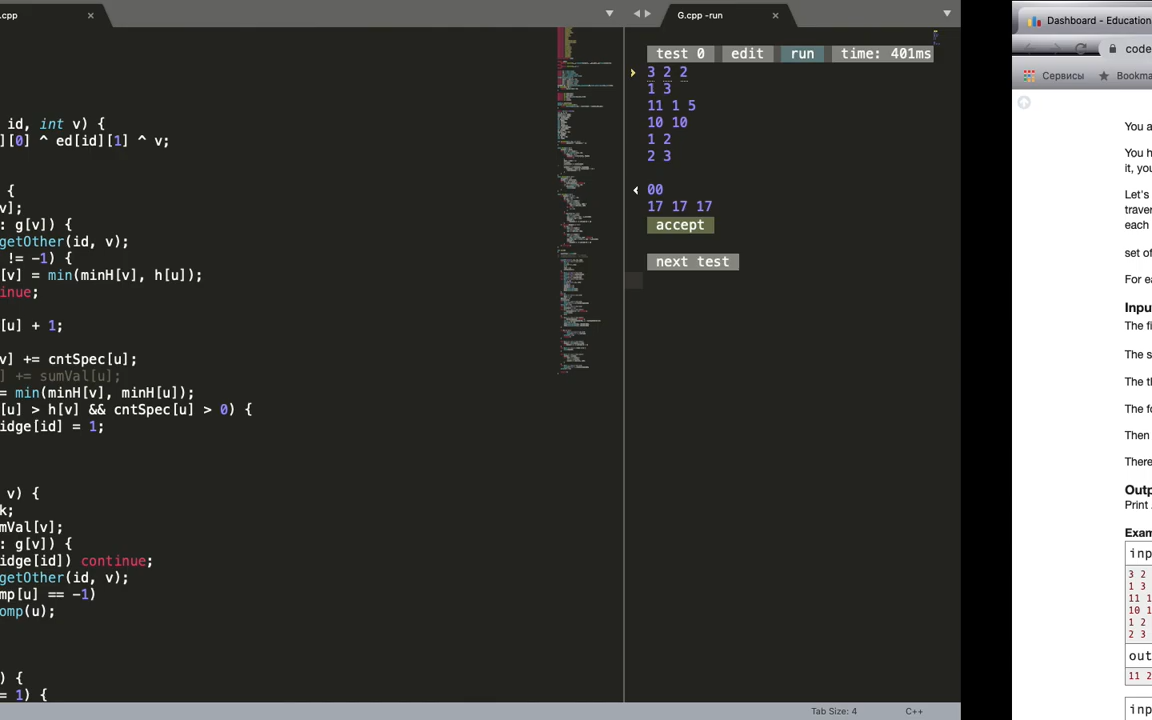 .cpp
id, int v) {
][0] ^ ed[id][1] ^ v;
{
v];
: g[v]) {
getOther(id, v);
!= -1) {
[v] = min(minH[v], h[u]);
inue;
[u] + 1;
v] += cntSpec[u];
] += sumVal[u];
= min(minH[v], minH[u]);
[u] > h[v] && cntSpec[u] > 0) {
idge[id] = 1;
v) {
k;
mVal[v];
: g[v]) {
idge[id]) continue;
getOther(id, v);
mp[u] == -1)
omp(u);
) {
= 1) {
G.cpp -run
test 0 edit run time: 401ms
3 2 2
1 3
11 1 5
10 10
1 2
2 3
00
17 17 17
accept
next test
Tab Size: 4 C++
Dashboard - Education
code
Сервисы Bookma
You a
You h
it, you
Let's
traver
each
set of
For ea
Input
The fi
The s
The th
The fo
Then
There
Outp
Print
Exam
inp
3 2
1 3
11 1
10 1
1 2
2 3
out
11 2
inp